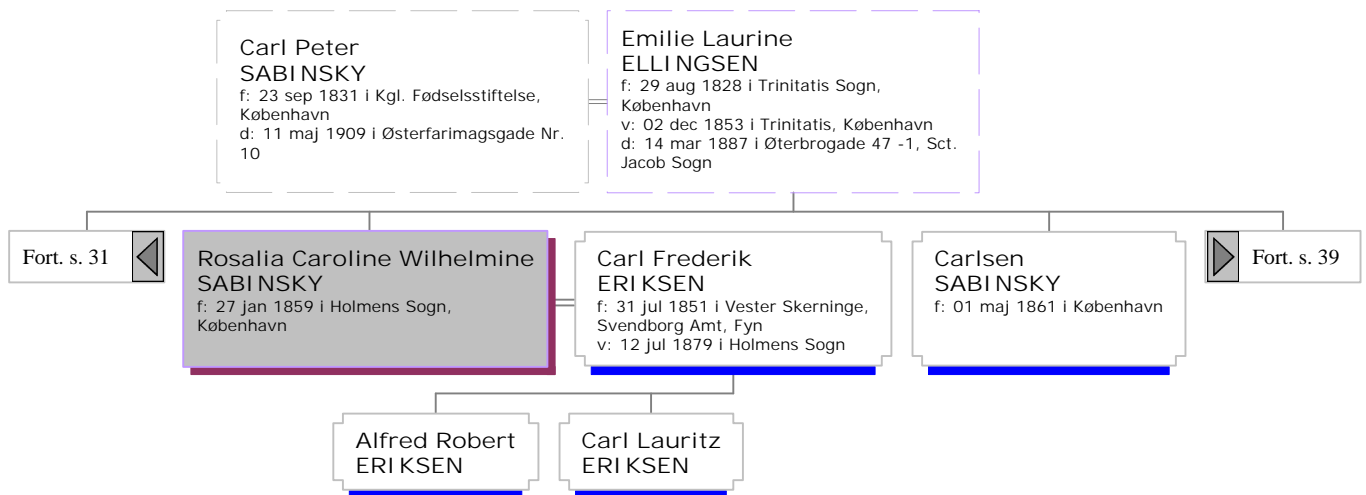 Carl Peter
SABINSKY
f: 23 sep 1831 i Kgl. Fødselsstiftelse,
København
d: 11 maj 1909 i Østerfarimagsgade Nr.
10
Emilie Laurine
ELLINGSEN
f: 29 aug 1828 i Trinitatis Sogn,
København
v: 02 dec 1853 i Trinitatis, København
d: 14 mar 1887 i Øterbrogade 47 -1, Sct.
Jacob Sogn
Fort. s. 31
Rosalia Caroline Wilhelmine
SABINSKY
f: 27 jan 1859 i Holmens Sogn,
København
Carl Frederik
ERIKSEN
f: 31 jul 1851 i Vester Skerninge,
Svendborg Amt, Fyn
v: 12 jul 1879 i Holmens Sogn
Carlsen
SABINSKY
f: 01 maj 1861 i København
Fort. s. 39
Alfred Robert
ERIKSEN
Carl Lauritz
ERIKSEN